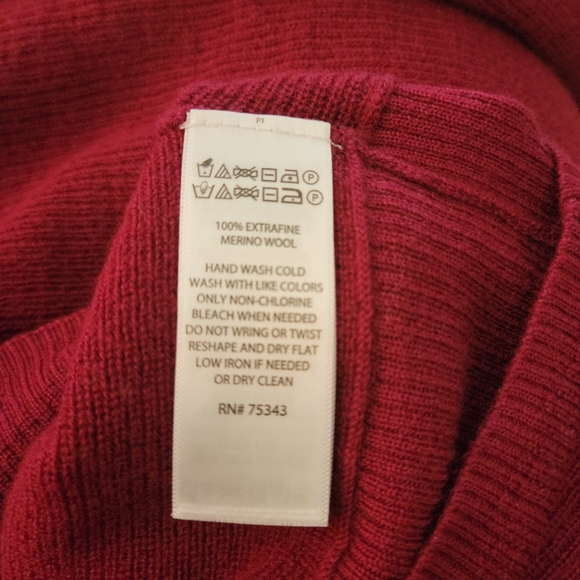 P1
P
P
100% EXTRAFINE
MERINO WOOL
HAND WASH COLD
WASH WITH LIKE COLORS
ONLY NON-CHLORINE
BLEACH WHEN NEEDED
DO NOT WRING OR TWIST
RESHAPE AND DRY FLAT
LOW IRON IF NEEDED
OR DRY CLEAN
RN# 75343